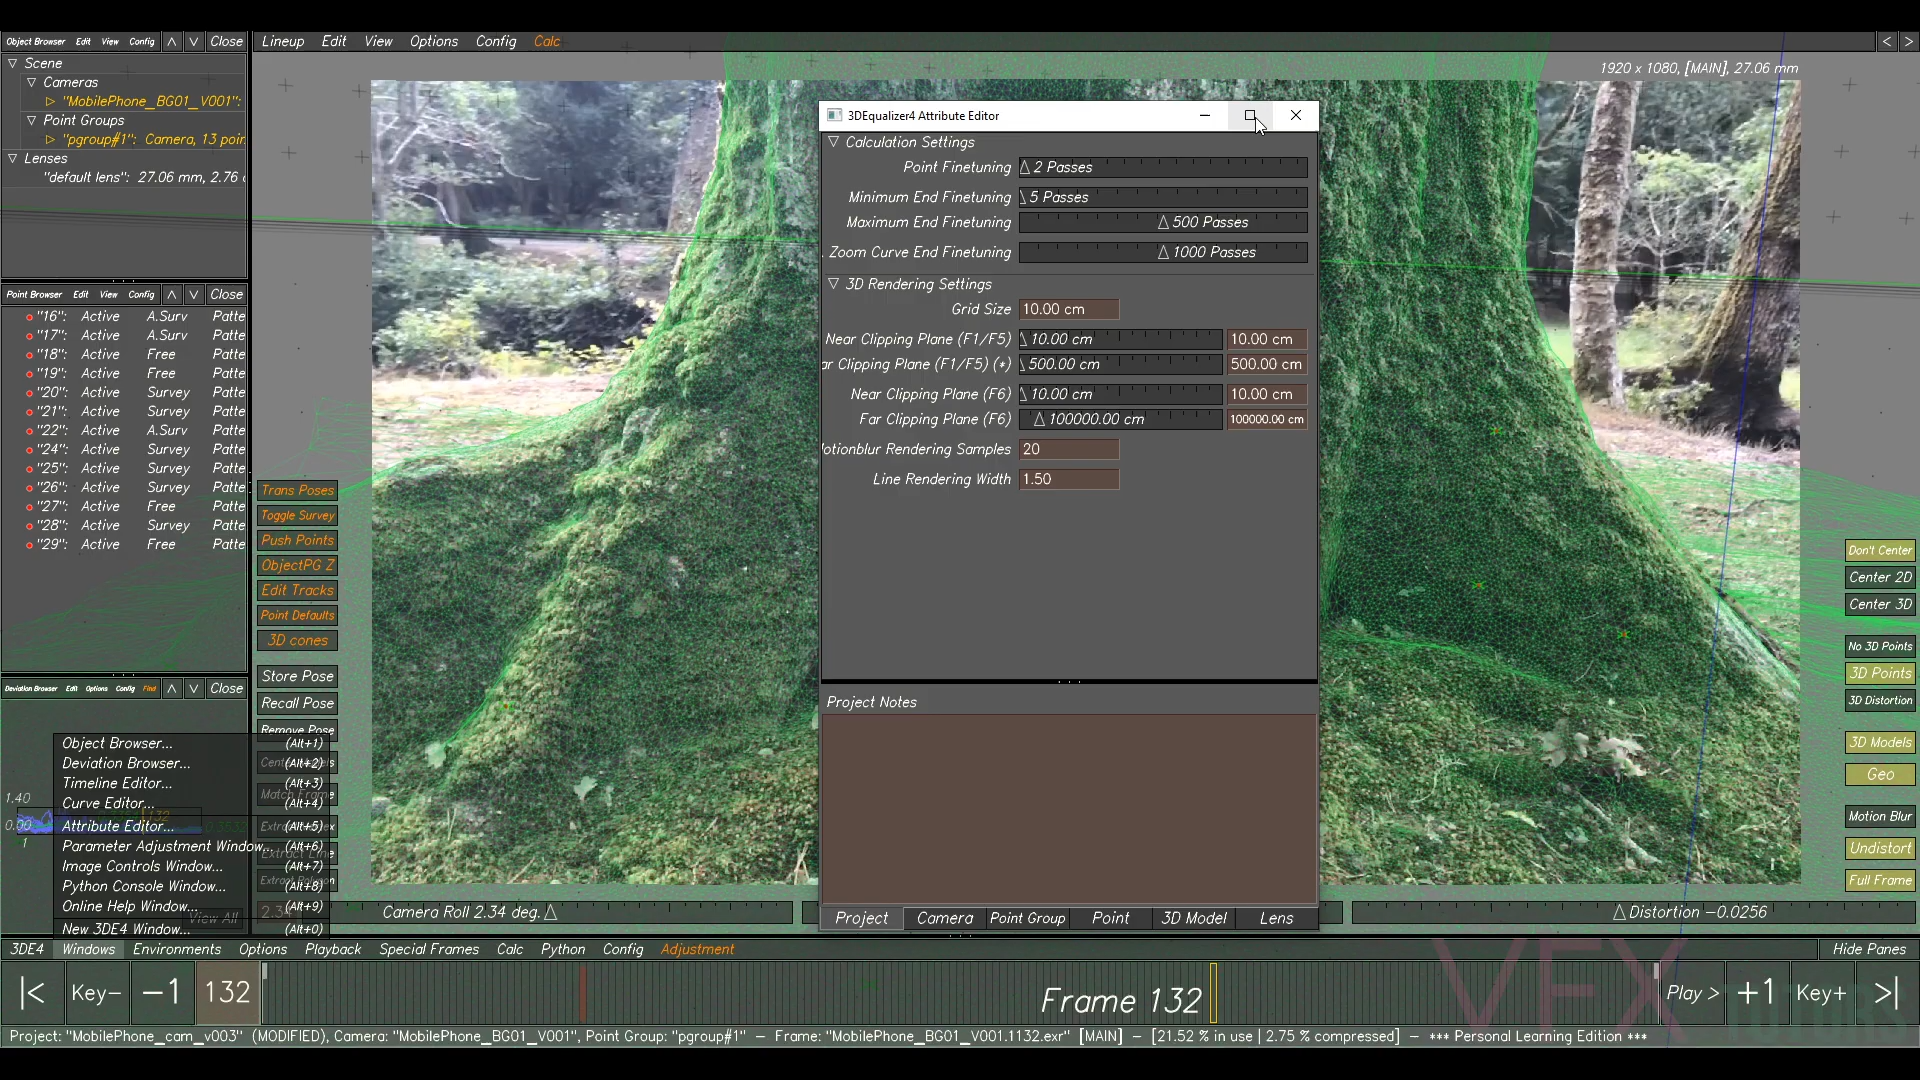 Object Browser Edit View Config Close
Scene
Cameras
"MobilePhone_BG01_V001":
Point Groups
"pgroup#1": Camera, 13 poin
Lenses
"default lens": 27.06 mm, 2.76
Point Browser Edit View Config Close
"16": Active A.Surv Patte
"17": Active A.Surv Patte
"18": Active Free Patte
"19": Active Free Patte
"20": Active Survey Patte
"21": Active Survey Patte
"22": Active A.Surv Patte
"24": Active Survey Patte
"25": Active Survey Patte
"26": Active Survey Patte
"27": Active Free Patte
"28": Active Survey Patte
"29": Active Free Patte
Deviation Browser Edit Options Config Find Close
1.40
0.00
1
132
View All
Object Browser... (Alt+1)
Deviation Browser... (Alt+2)
Timeline Editor... (Alt+3)
Curve Editor... (Alt+4)
Attribute Editor... (Alt+5)
Parameter Adjustment Window... (Alt+6)
Image Controls Window... (Alt+7)
Python Console Window... (Alt+8)
Online Help Window... (Alt+9)
New 3DE4 Window... (Alt+0)
Lineup Edit View Options Config Calc < >
1920 x 1080, [MAIN], 27.06 mm
Trans Poses
Toggle Survey
Push Points
ObjectPG Z
Edit Tracks
Point Defaults
3D cones
Store Pose
Recall Pose
Remove Pose
Match Frame
Extract Line
2.34
Camera Roll 2.34 deg.
3DEqualizer4 Attribute Editor
Calculation Settings
Point Finetuning 2 Passes
Minimum End Finetuning 5 Passes
Maximum End Finetuning 500 Passes
. Zoom Curve End Finetuning 1000 Passes
3D Rendering Settings
Grid Size 10.00 cm
Near Clipping Plane (F1/F5) 10.00 cm 10.00 cm
ar Clipping Plane (F1/F5) (*) 500.00 cm 500.00 cm
Near Clipping Plane (F6) 10.00 cm 10.00 cm
Far Clipping Plane (F6) 100000.00 cm 100000.00 cm
otionblur Rendering Samples 20
Line Rendering Width 1.50
Project Notes
Project Camera Point Group Point 3D Model Lens
Don't Center
Center 2D
Center 3D
No 3D Points
3D Points
3D Distortion
3D Models
Geo
Motion Blur
Undistort
Full Frame
Distortion -0.0256
3DE4 Windows Environments Options Playback Special Frames Calc Python Config Adjustment Hide Panes
|< Key- -1 132 Frame 132 Play > +1 Key+ >|
VFX
Project: "MobilePhone_cam_v003" (MODIFIED), Camera: "MobilePhone_BG01_V001", Point Group: "pgroup#1" - Frame: "MobilePhone_BG01_V001.1132.exr" [MAIN] - [21.52 % in use | 2.75 % compressed] - *** Personal Learning Edition ***